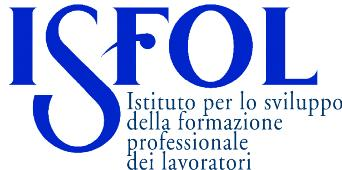 ISFOL
Istituto per lo sviluppo
della formazione
professionale
dei lavoratori